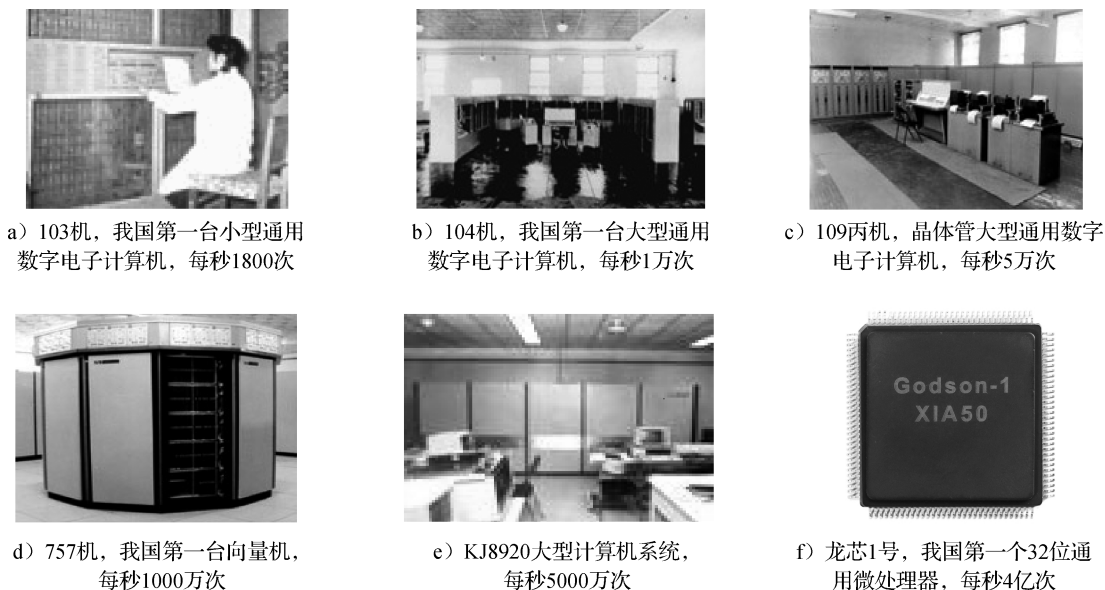 a）103机，我国第一台小型通用
数字电子计算机，每秒1800次
b）104机，我国第一台大型通用
数字电子计算机，每秒1万次
c）109丙机，晶体管大型通用数字
电子计算机，每秒5万次
Godson-1
XIA50
d）757机，我国第一台向量机，
每秒1000万次
e）KJ8920大型计算机系统，
每秒5000万次
f）龙芯1号，我国第一个32位通
用微处理器，每秒4亿次